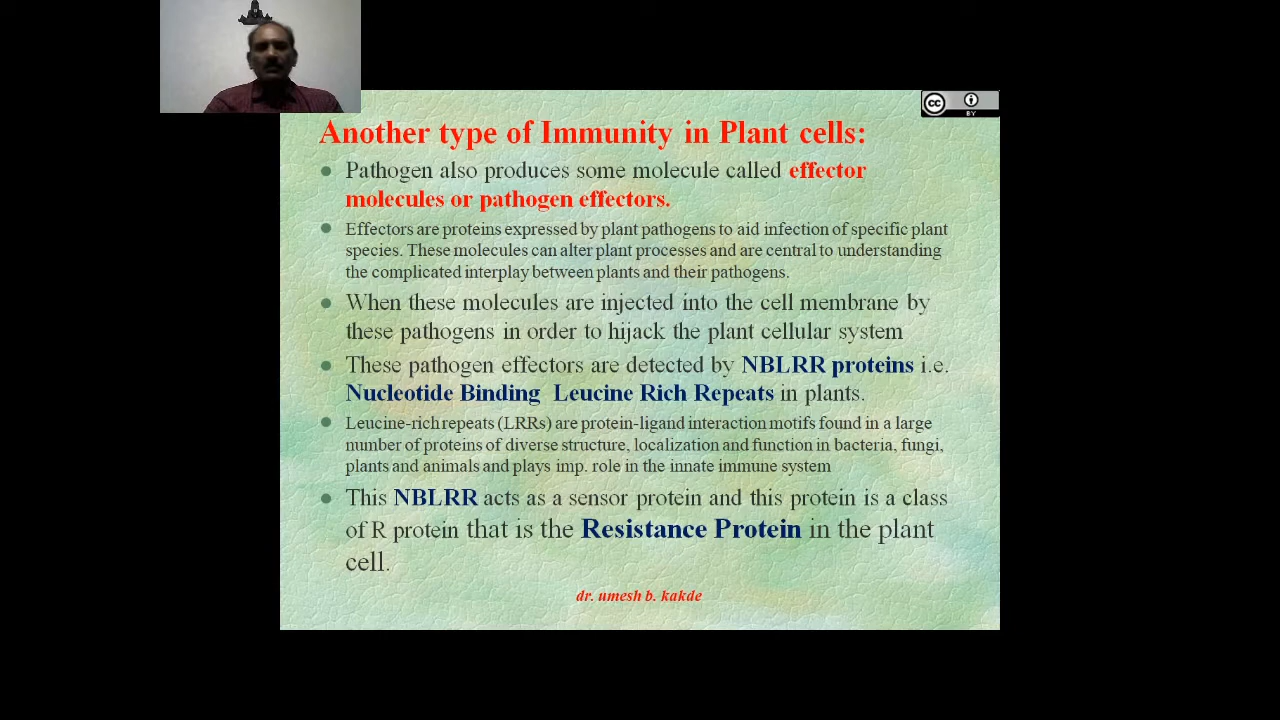 Another type of Immunity in Plant cells:
Pathogen also produces some molecule called effector
molecules or pathogen effectors.
Effectors are proteins expressed by plant pathogens to aid infection of specific plant
species. These molecules can alter plant processes and are central to understanding
the complicated interplay between plants and their pathogens.
When these molecules are injected into the cell membrane by
these pathogens in order to hijack the plant cellular system
These pathogen effectors are detected by NBLRR proteins i.e.
Nucleotide Binding Leucine Rich Repeats in plants.
Leucine-rich repeats (LRRs) are protein-ligand interaction motifs found in a large
number of proteins of diverse structure, localization and function in bacteria, fungi,
plants and animals and plays imp. role in the innate immune system
This NBLRR acts as a sensor protein and this protein is a class
of R protein that is the Resistance Protein in the plant
cell.
dr. umesh b. kakde
cc
BY